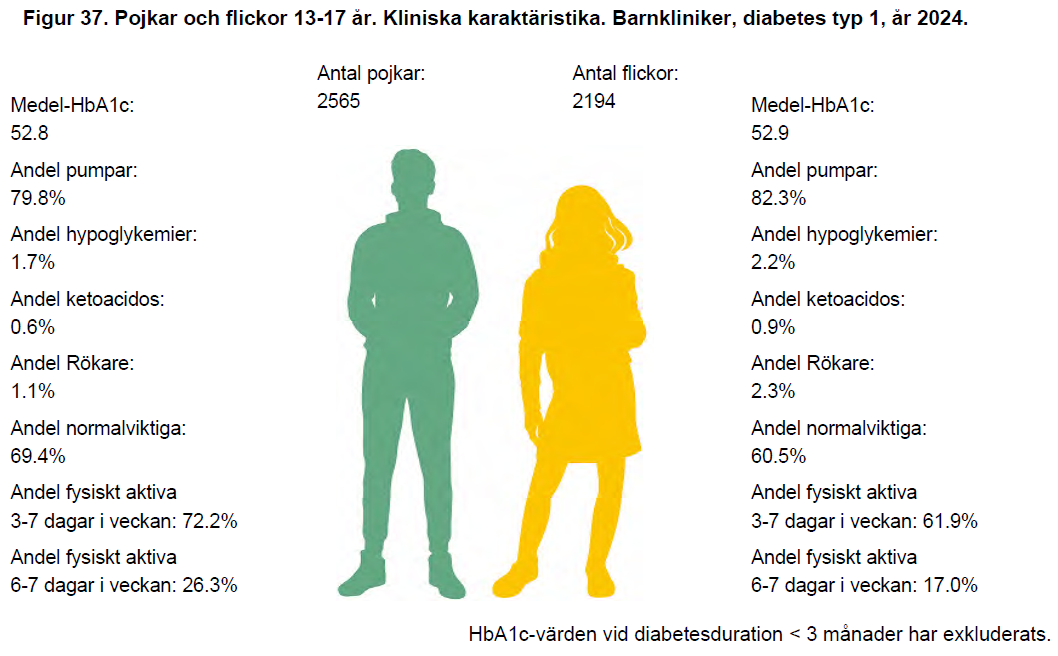 Figur 37. Pojkar och flickor 13-17 år. Kliniska karaktäristika. Barnkliniker, diabetes typ 1, år 2024.
Antal pojkar:
2565
Antal flickor:
2194
Medel-HbA1c:
52.8
Andel pumpar:
79.8%
Andel hypoglykemier:
1.7%
Andel ketoacidos:
0.6%
Andel Rökare:
1.1%
Andel normalviktiga:
69.4%
Andel fysiskt aktiva
3-7 dagar i veckan: 72.2%
Andel fysiskt aktiva
6-7 dagar i veckan: 26.3%
Medel-HbA1c:
52.9
Andel pumpar:
82.3%
Andel hypoglykemier:
2.2%
Andel ketoacidos:
0.9%
Andel Rökare:
2.3%
Andel normalviktiga:
60.5%
Andel fysiskt aktiva
3-7 dagar i veckan: 61.9%
Andel fysiskt aktiva
6-7 dagar i veckan: 17.0%
HbA1c-värden vid diabetesduration < 3 månader har exkluderats.